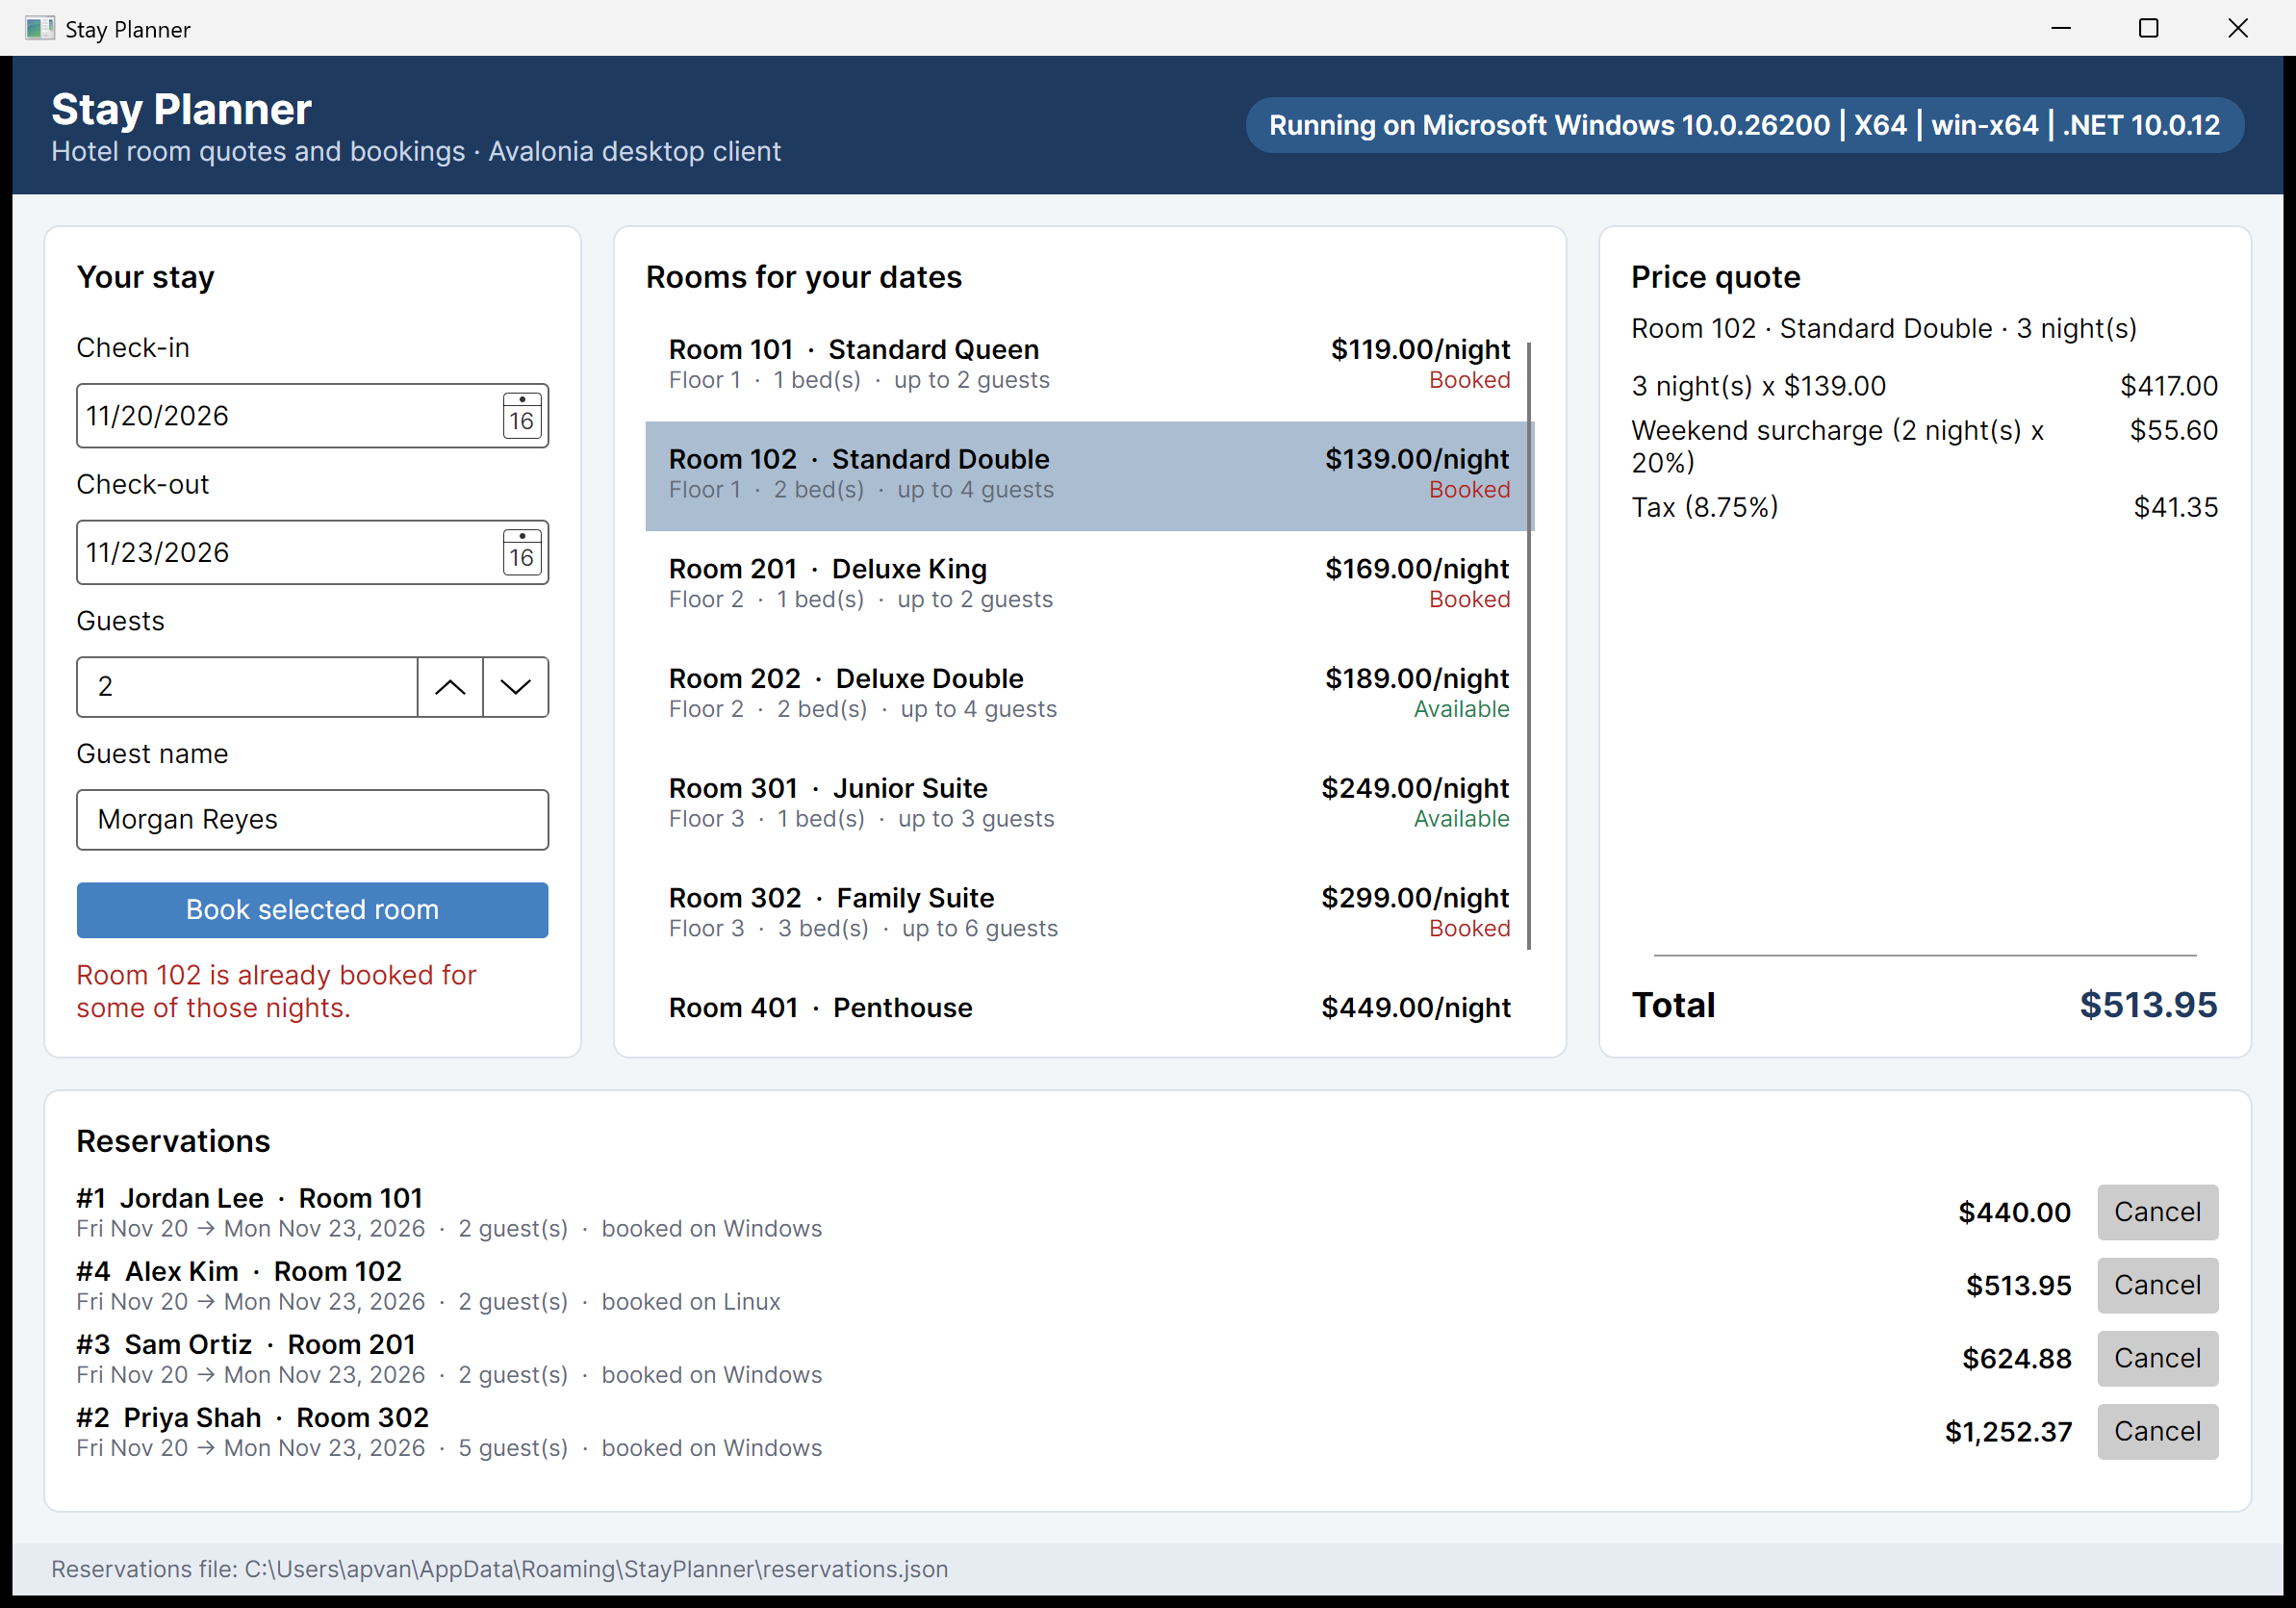 Stay Planner
Stay Planner
Hotel room quotes and bookings · Avalonia desktop client
Running on Microsoft Windows 10.0.26200 | X64 | win-x64 | .NET 10.0.12
Your stay
Check-in
11/20/2026
16
Check-out
11/23/2026
16
Guests
2
Guest name
Morgan Reyes
Book selected room
Room 102 is already booked for
some of those nights.
Rooms for your dates
Room 101 · Standard Queen $119.00/night
Floor 1 · 1 bed(s) · up to 2 guests Booked
Room 102 · Standard Double $139.00/night
Floor 1 · 2 bed(s) · up to 4 guests Booked
Room 201 · Deluxe King $169.00/night
Floor 2 · 1 bed(s) · up to 2 guests Booked
Room 202 · Deluxe Double $189.00/night
Floor 2 · 2 bed(s) · up to 4 guests Available
Room 301 · Junior Suite $249.00/night
Floor 3 · 1 bed(s) · up to 3 guests Available
Room 302 · Family Suite $299.00/night
Floor 3 · 3 bed(s) · up to 6 guests Booked
Room 401 · Penthouse $449.00/night
Price quote
Room 102 · Standard Double · 3 night(s)
3 night(s) x $139.00 $417.00
Weekend surcharge (2 night(s) x $55.60
20%)
Tax (8.75%) $41.35
Total $513.95
Reservations
#1 Jordan Lee · Room 101
Fri Nov 20 → Mon Nov 23, 2026 · 2 guest(s) · booked on Windows
$440.00 Cancel
#4 Alex Kim · Room 102
Fri Nov 20 → Mon Nov 23, 2026 · 2 guest(s) · booked on Linux
$513.95 Cancel
#3 Sam Ortiz · Room 201
Fri Nov 20 → Mon Nov 23, 2026 · 2 guest(s) · booked on Windows
$624.88 Cancel
#2 Priya Shah · Room 302
Fri Nov 20 → Mon Nov 23, 2026 · 5 guest(s) · booked on Windows
$1,252.37 Cancel
Reservations file: C:\Users\apvan\AppData\Roaming\StayPlanner\reservations.json